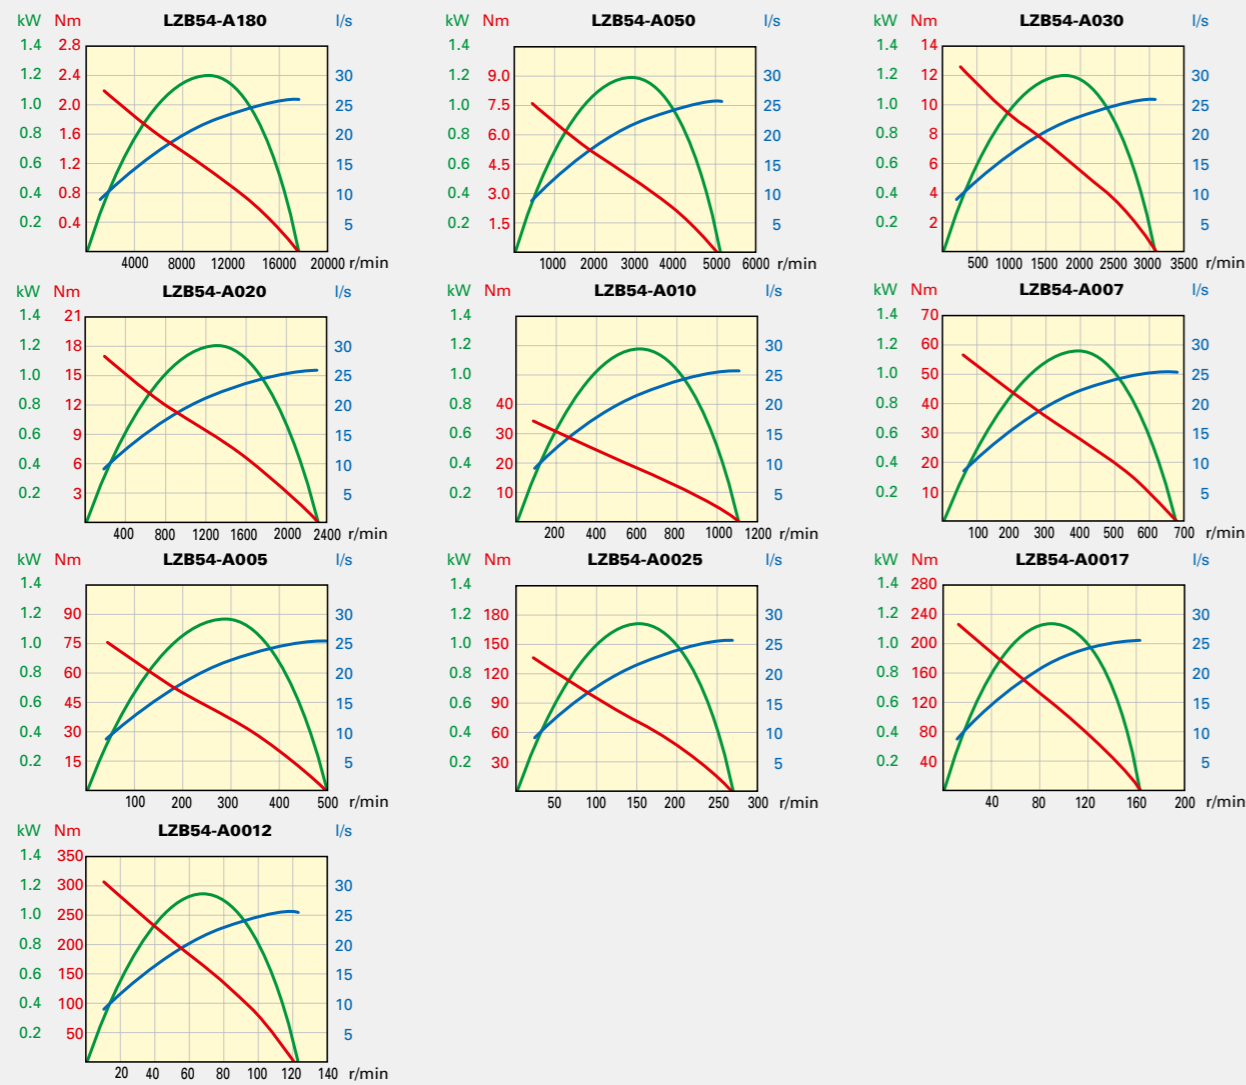 kW Nm LZB54-A180 l/s
1.4 2.8
1.2 2.4 30
1.0 2.0 25
0.8 1.6 20
0.6 1.2 15
0.4 0.8 10
0.2 0.4 5
4000 8000 12000 16000 20000 r/min
kW Nm LZB54-A050 l/s
1.4
1.2 9.0 30
1.0 7.5 25
0.8 6.0 20
0.6 4.5 15
0.4 3.0 10
0.2 1.5 5
1000 2000 3000 4000 5000 6000 r/min
kW Nm LZB54-A030 l/s
1.4 14
1.2 12 30
1.0 10 25
0.8 8 20
0.6 6 15
0.4 4 10
0.2 2 5
500 1000 1500 2000 2500 3000 3500 r/min
kW Nm LZB54-A020 l/s
1.4 21
1.2 18 30
1.0 15 25
0.8 12 20
0.6 9 15
0.4 6 10
0.2 3 5
400 800 1200 1600 2000 2400 r/min
kW Nm LZB54-A010 l/s
1.4
1.2 30
1.0 25
0.8 40 20
0.6 30 15
0.4 20 10
0.2 10 5
200 400 600 800 1000 1200 r/min
kW Nm LZB54-A007 l/s
1.4 70
1.2 60 30
1.0 50 25
0.8 40 20
0.6 30 15
0.4 20 10
0.2 10 5
100 200 300 400 500 600 700 r/min
kW Nm LZB54-A005 l/s
1.4
1.2 90 30
1.0 75 25
0.8 60 20
0.6 45 15
0.4 30 10
0.2 15 5
100 200 300 400 500 r/min
kW Nm LZB54-A0025 l/s
1.4
1.2 180 30
1.0 150 25
0.8 120 20
0.6 90 15
0.4 60 10
0.2 30 5
50 100 150 200 250 300 r/min
kW Nm LZB54-A0017 l/s
1.4 280
1.2 240 30
1.0 200 25
0.8 160 20
0.6 120 15
0.4 80 10
0.2 40 5
40 80 120 160 200 r/min
kW Nm LZB54-A0012 l/s
1.4 350
1.2 300 30
1.0 250 25
0.8 200 20
0.6 150 15
0.4 100 10
0.2 50 5
20 40 60 80 100 120 140 r/min